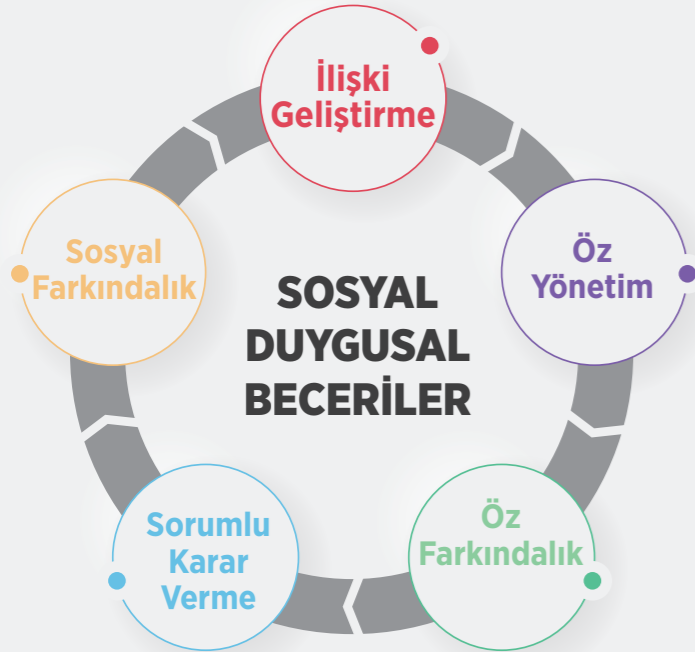 İlişki
Geliştirme
Sosyal
Farkındalık
Öz
Yönetim
SOSYAL
DUYGUSAL
BECERİLER
Sorumlu
Karar
Verme
Öz
Farkındalık